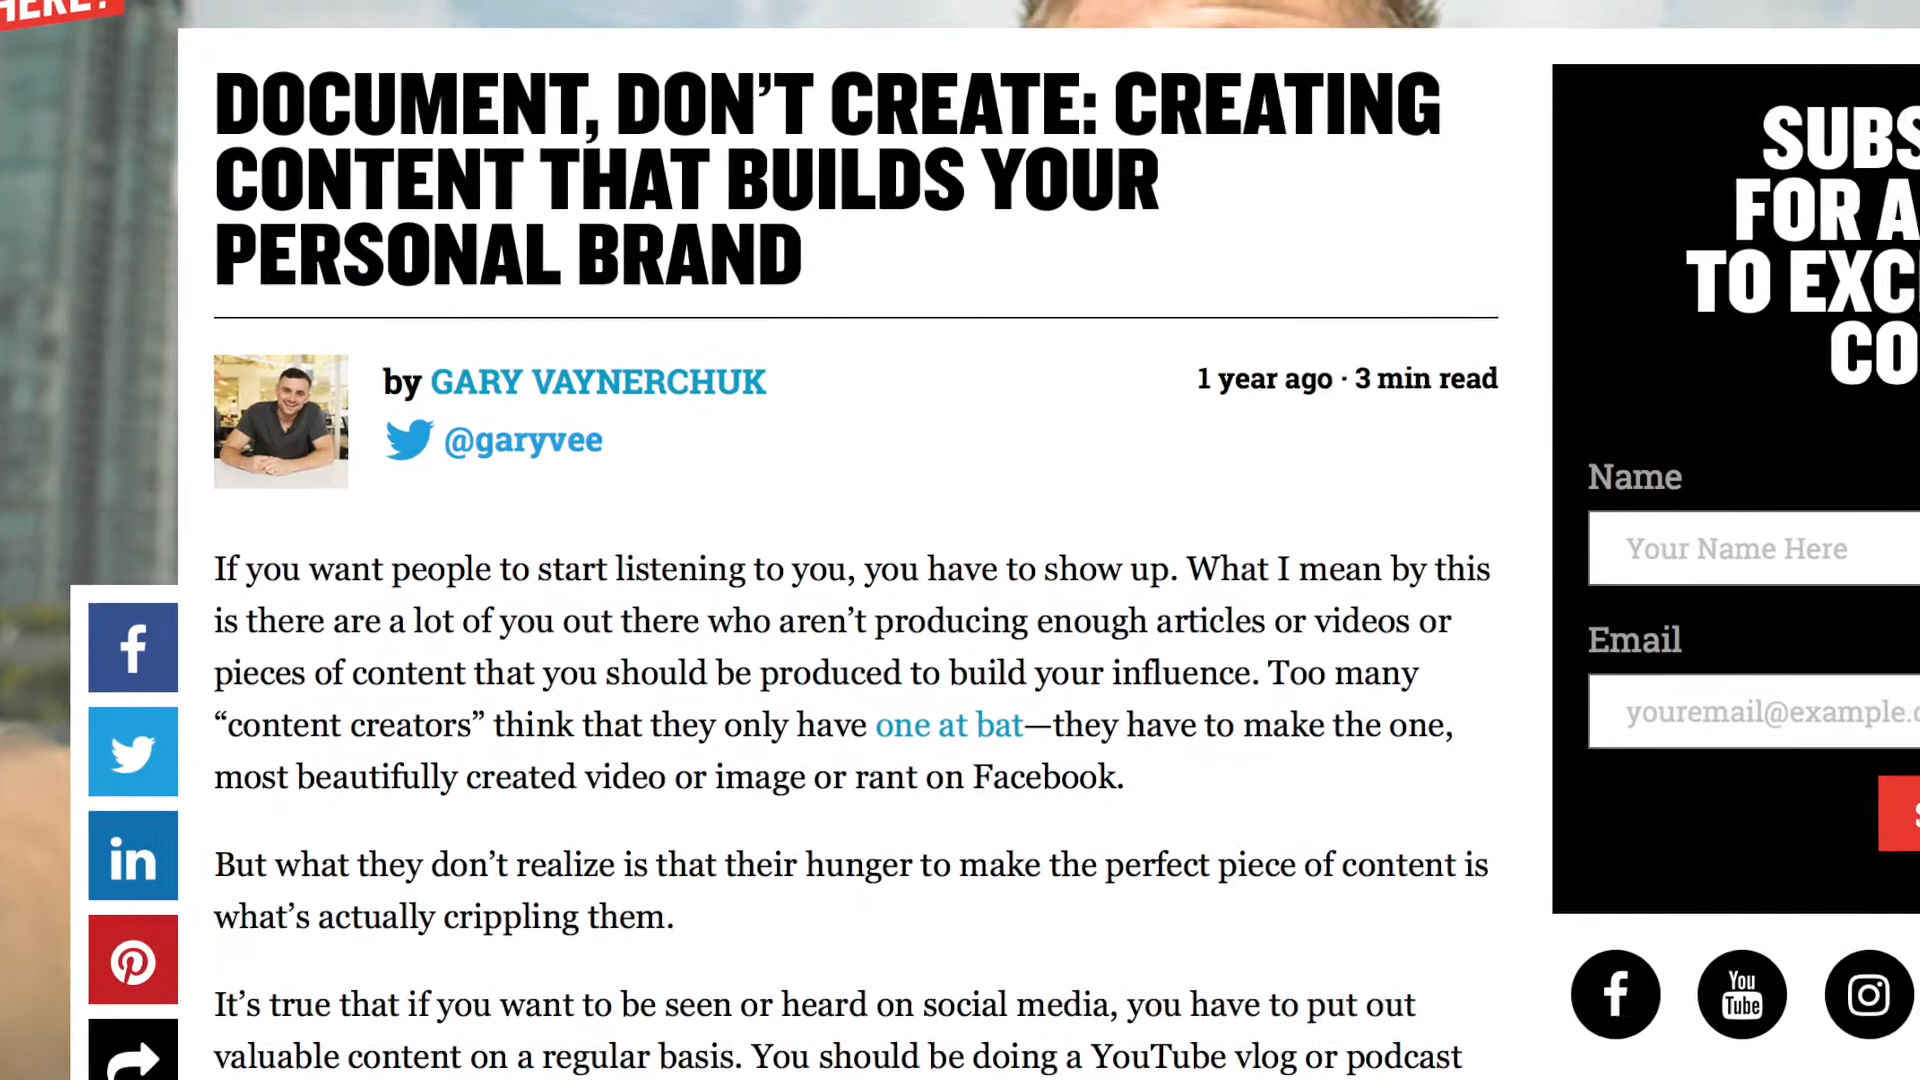 HERE?
DOCUMENT, DON’T CREATE: CREATING
CONTENT THAT BUILDS YOUR
PERSONAL BRAND
by GARY VAYNERCHUK
@garyvee
1 year ago · 3 min read
If you want people to start listening to you, you have to show up. What I mean by this
is there are a lot of you out there who aren’t producing enough articles or videos or
pieces of content that you should be produced to build your influence. Too many
“content creators” think that they only have one at bat—they have to make the one,
most beautifully created video or image or rant on Facebook.
But what they don’t realize is that their hunger to make the perfect piece of content is
what’s actually crippling them.
It’s true that if you want to be seen or heard on social media, you have to put out
valuable content on a regular basis. You should be doing a YouTube vlog or podcast
SUBS
FOR A
TO EXC
CO
Name
Your Name Here
Email
youremail@example.c
You
Tube